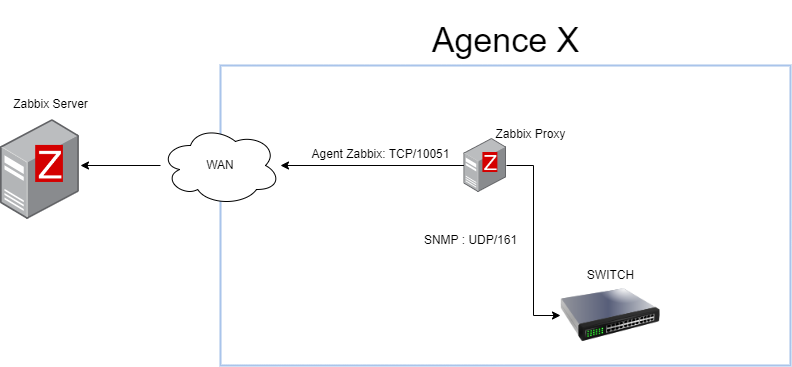 Agence X
Zabbix Server
Z
WAN
Agent Zabbix: TCP/10051
Zabbix Proxy
Z
SNMP : UDP/161
SWITCH